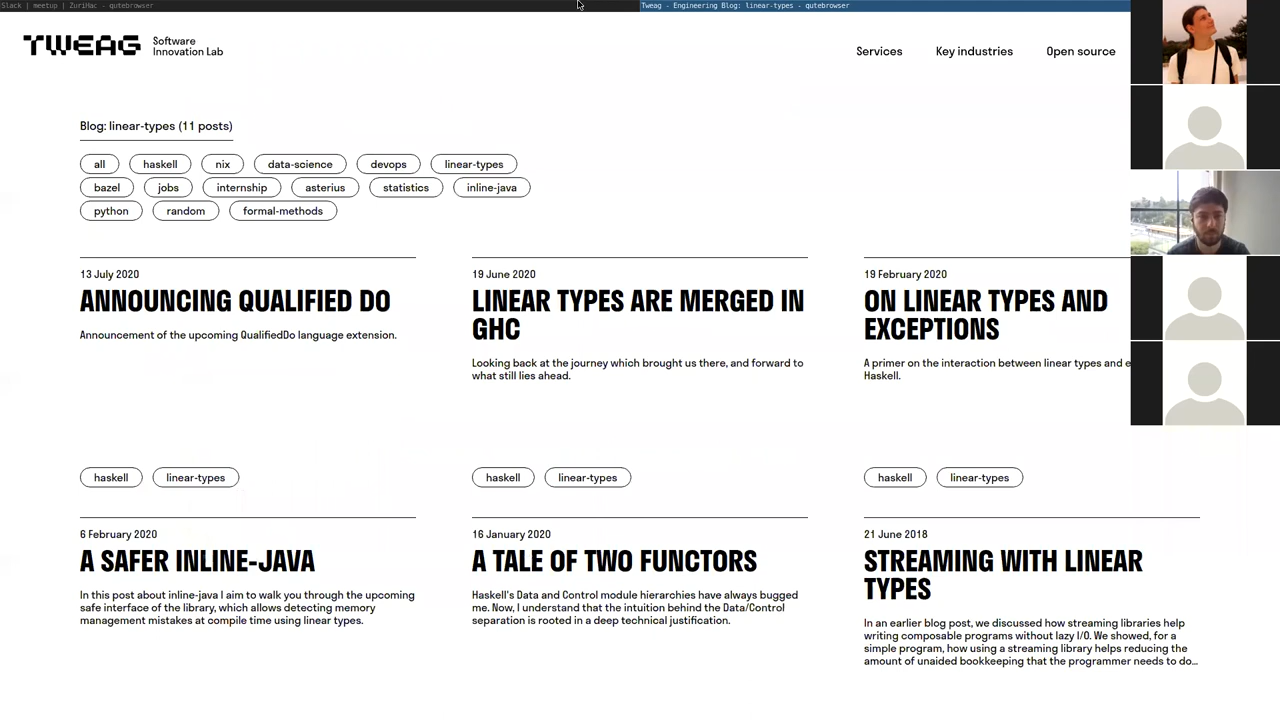 Slack | meetup | ZuriHac - qutebrowser
Tweag - Engineering Blog: linear-types - qutebrowser
TWEAG
Software
Innovation Lab
Services
Key industries
Open source
Blog: linear-types (11 posts)
all haskell nix data-science devops linear-types
bazel jobs internship asterius statistics inline-java
python random formal-methods
13 July 2020
ANNOUNCING QUALIFIED DO
Announcement of the upcoming QualifiedDo language extension.
haskell linear-types
19 June 2020
LINEAR TYPES ARE MERGED IN
GHC
Looking back at the journey which brought us there, and forward to
what still lies ahead.
haskell linear-types
19 February 2020
ON LINEAR TYPES AND
EXCEPTIONS
A primer on the interaction between linear types and e
Haskell.
haskell linear-types
6 February 2020
A SAFER INLINE-JAVA
In this post about inline-java I aim to walk you through the upcoming
safe interface of the library, which allows detecting memory
management mistakes at compile time using linear types.
16 January 2020
A TALE OF TWO FUNCTORS
Haskell's Data and Control module hierarchies have always bugged
me. Now, I understand that the intuition behind the Data/Control
separation is rooted in a deep technical justification.
21 June 2018
STREAMING WITH LINEAR
TYPES
In an earlier blog post, we discussed how streaming libraries help
writing composable programs without lazy I/O. We showed, for a
simple program, how using a streaming library helps reducing the
amount of unaided bookkeeping that the programmer needs to do…